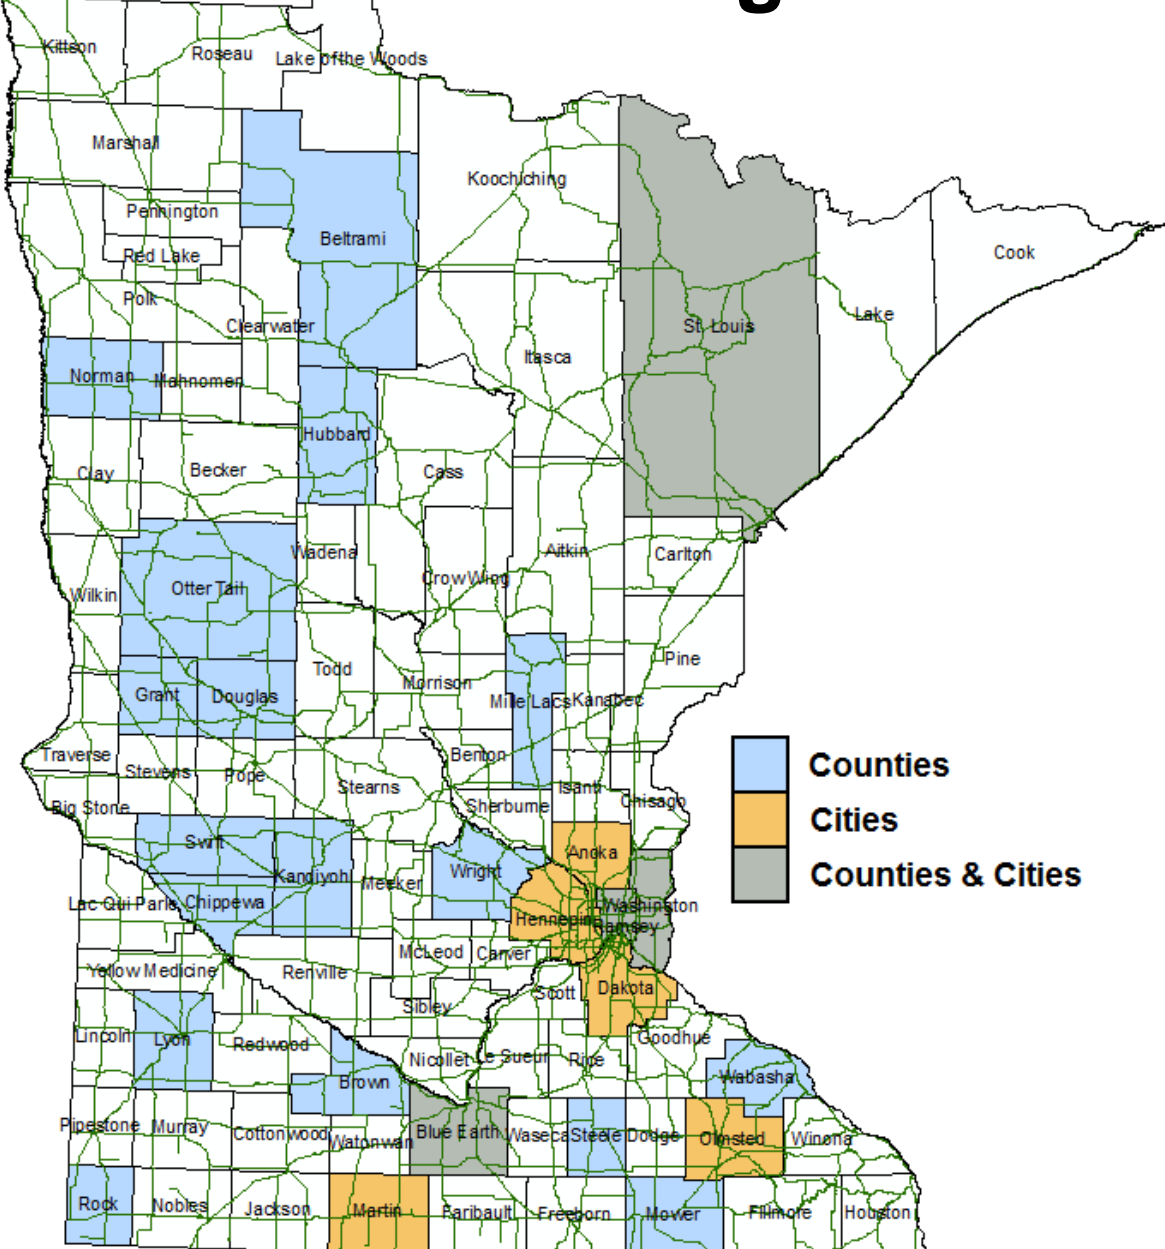 g
Kittson
Roseau
Lake of the Woods
Marshall
Koochiching
Pennington
Beltrami
Red Lake
Cook
Polk
Clearwater
St. Louis
Lake
Itasca
Norman
Mahnomen
Hubbard
Clay
Becker
Cass
Wadena
Aitkin
Carlton
Crow Wing
Otter Tail
Wilkin
Todd
Pine
Grant
Douglas
Morrison
Mille Lacs
Kanabec
Traverse
Stevens
Pope
Benton
Counties
Stearns
Isanti
Big Stone
Sherburne
Chisago
Cities
Swift
Anoka
Kandiyohi
Meeker
Wright
Counties & Cities
Lac Qui Parle
Chippewa
Hennepin
Washington
Ramsey
McLeod
Carver
Yellow Medicine
Renville
Dakota
Scott
Sibley
Lincoln
Lyon
Redwood
Goodhue
Nicollet
Le Sueur
Rice
Brown
Wabasha
Pipestone
Murray
Cottonwood
Watonwan
Blue Earth
Waseca
Steele
Dodge
Olmsted
Winona
Rock
Nobles
Jackson
Martin
Faribault
Freeborn
Mower
Fillmore
Houston